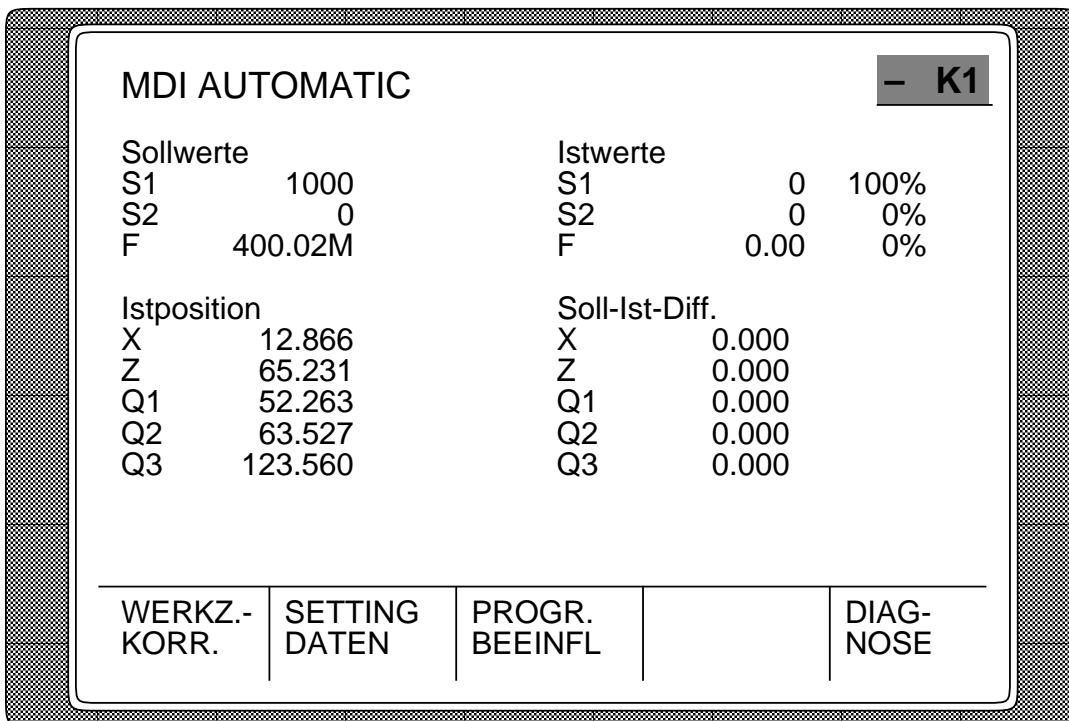 MDI AUTOMATIC – K1
Sollwerte Istwerte
S1 1000 S1 0 100%
S2 0 S2 0 0%
F 400.02M F 0.00 0%
Istposition Soll-Ist-Diff.
X 12.866 X 0.000
Z 65.231 Z 0.000
Q1 52.263 Q1 0.000
Q2 63.527 Q2 0.000
Q3 123.560 Q3 0.000
WERKZ.- SETTING PROGR. DIAG-
KORR. DATEN BEEINFL NOSE